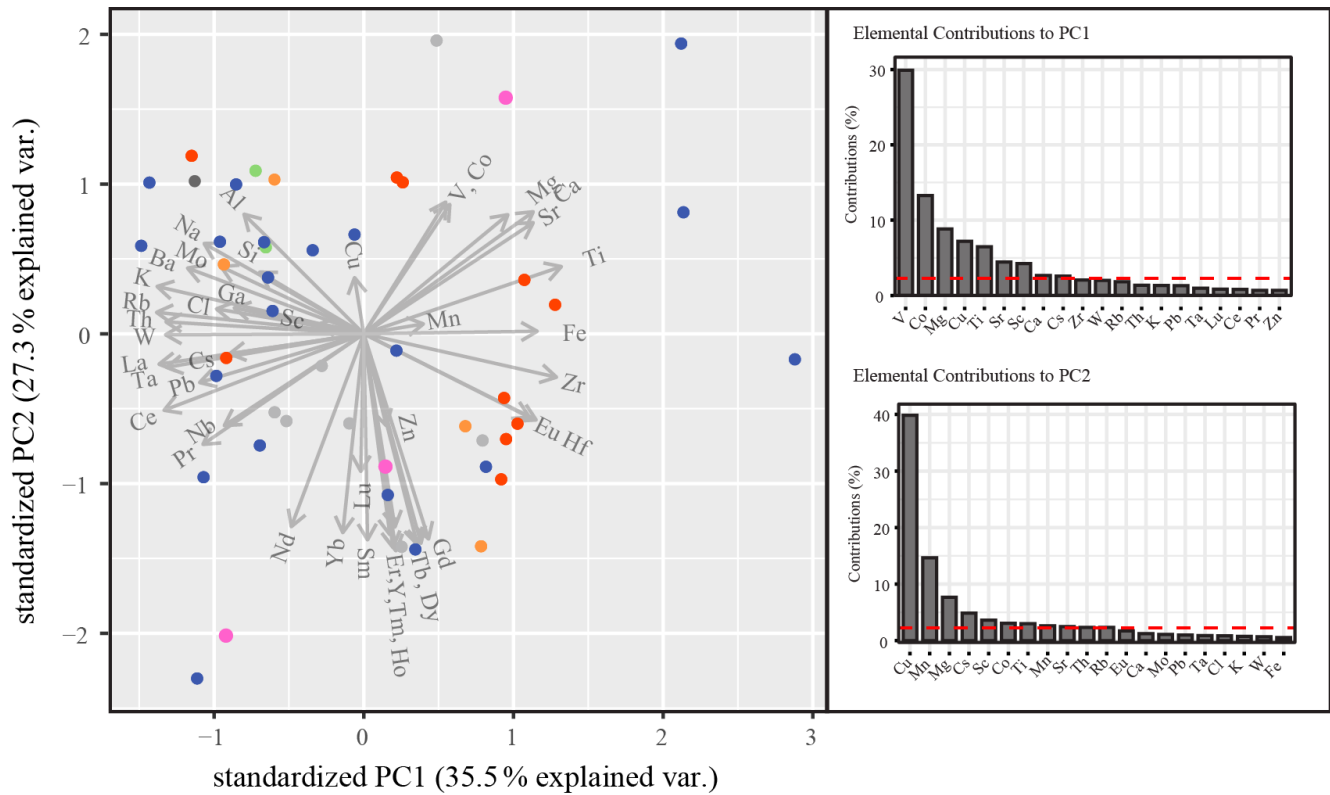 standardized PC2 (27.3 % explained var.)
2
1
0
−1
−2
V, Co
Mg
Ca
Sr
Al
Na
Mo
Si
Ba
Cu
Ti
K
Ga
Rb
Cl
Th
Sc
Mn
W
Fe
La
Cs
Ta
Pb
Zr
Ce
Nb
Pr
Zn
Eu Hf
Lu
Nd
Yb
Sm
Er,Y,Tm, Ho
Tb, Dy
Gd
−1
0
1
2
3
standardized PC1 (35.5 % explained var.)
Elemental Contributions to PC1
Contributions (%)
30
20
10
0
V
Co
Mg
Cu
Ti
Sr
Sc
Ca
Cs
Zr
W
Rb
Th
K
Pb
Ta
Lu
Ce
Pr
Zn
Elemental Contributions to PC2
Contributions (%)
40
30
20
10
0
Cu
Mn
Mg
Cs
Sc
Co
Ti
Mn
Sr
Th
Rb
Eu
Ca
Mo
Pb
Ta
Cl
K
W
Fe